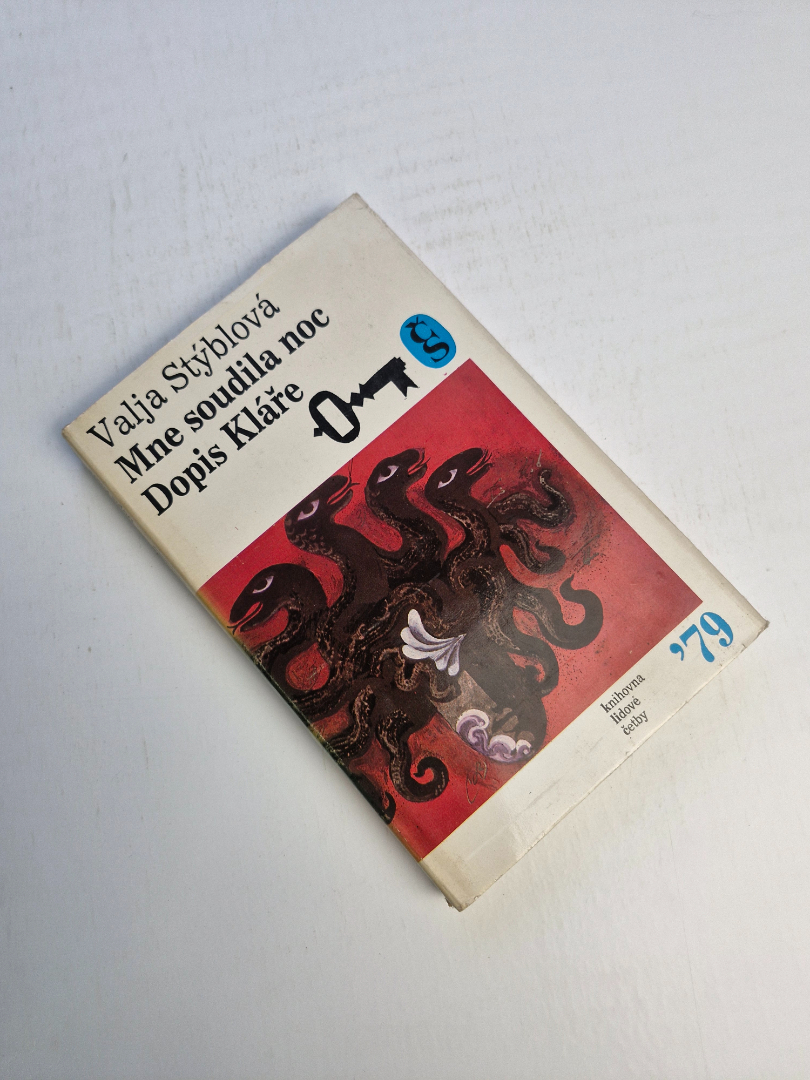 Valja Stýblová
Mne soudila noc
Dopis Kláře
čs
knihovna
lidové
četby
’79